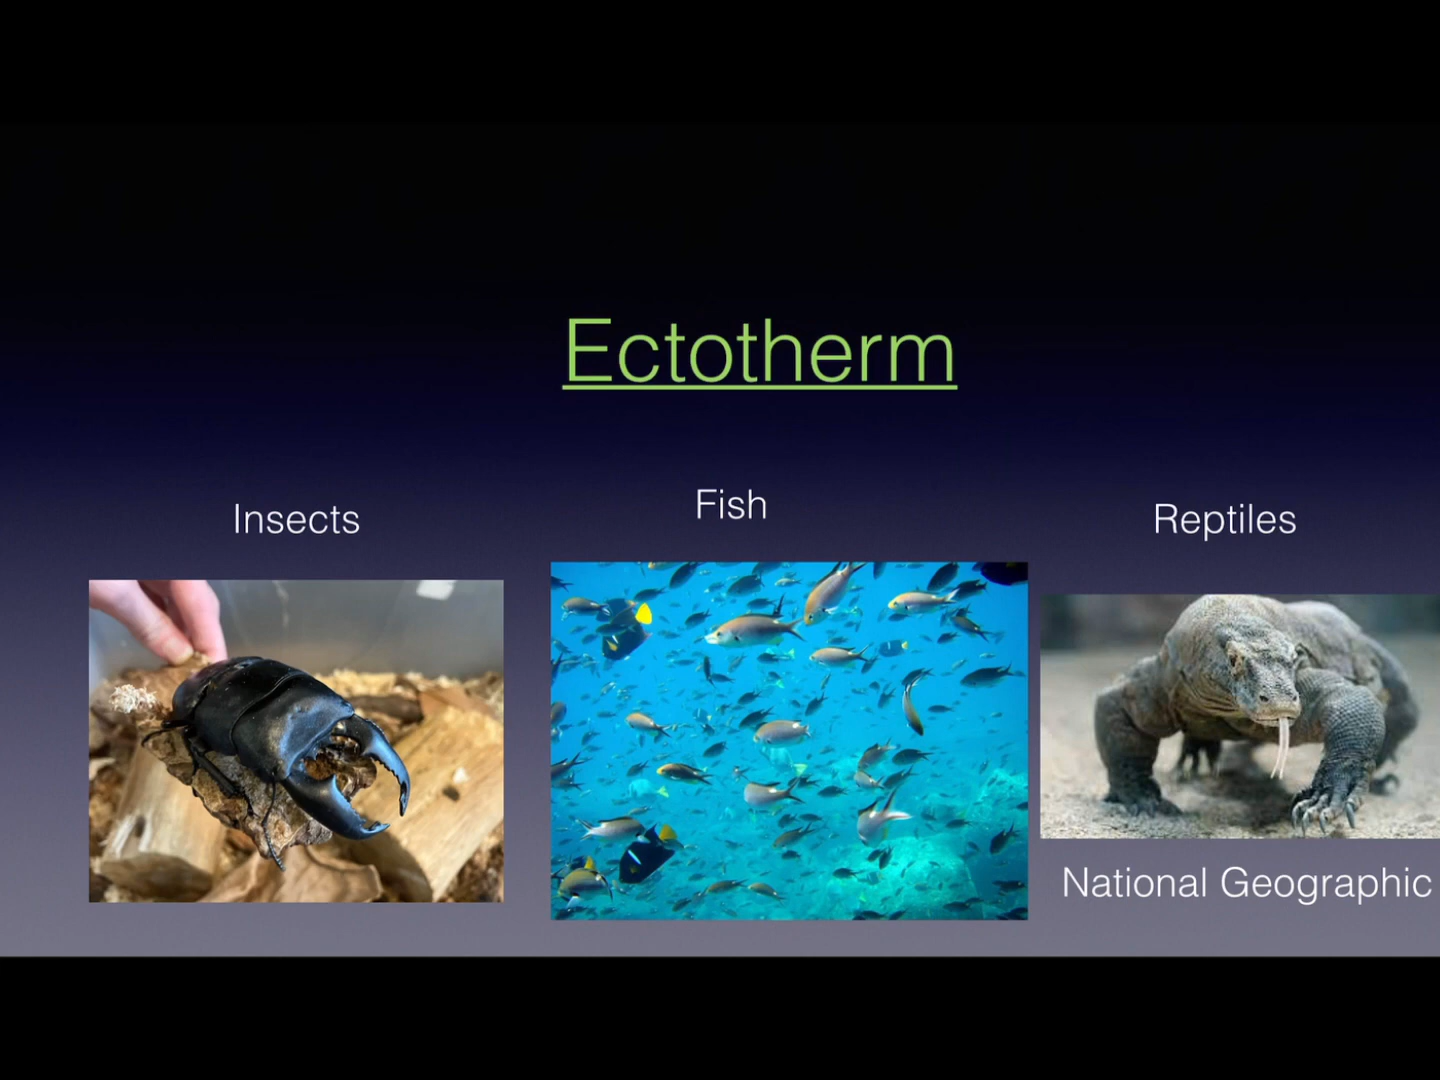 Ectotherm
Insects
Fish
Reptiles
National Geographic